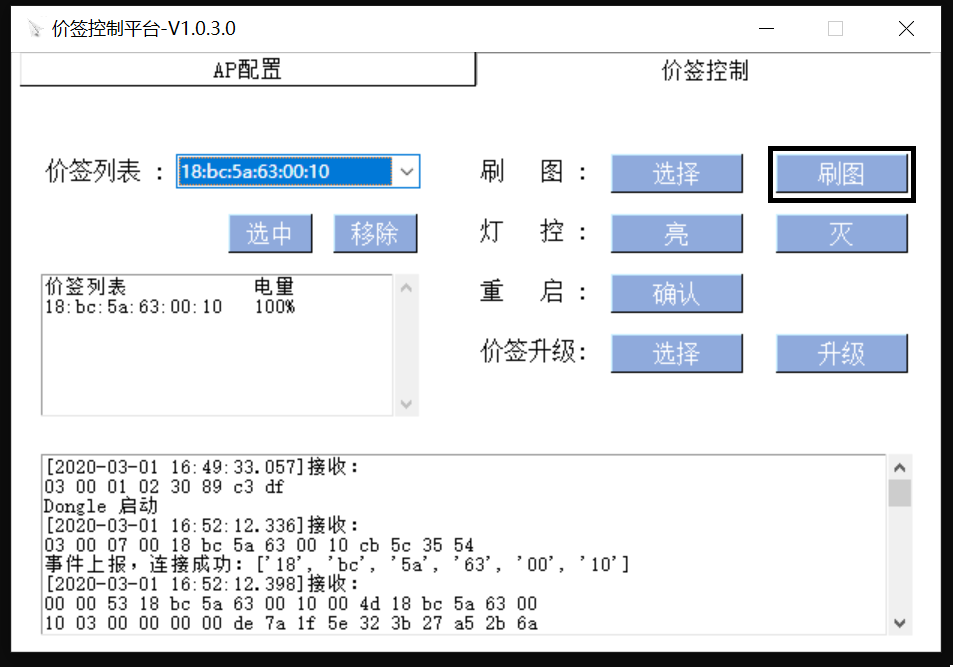 价签控制平台-V1.0.3.0
AP配置
价签控制
价签列表 : 18:bc:5a:63:00:10
选中 移除
价签列表 电量
18:bc:5a:63:00:10 100%
刷 图 : 选择 刷图
灯 控 : 亮 灭
重 启 : 确认
价签升级: 选择 升级
[2020-03-01 16:49:33.057]接收:
03 00 01 02 30 89 c3 df
Dongle 启动
[2020-03-01 16:52:12.336]接收:
03 00 07 00 18 bc 5a 63 00 10 cb 5c 35 54
事件上报，连接成功: ['18', 'bc', '5a', '63', '00', '10']
[2020-03-01 16:52:12.398]接收:
00 00 53 18 bc 5a 63 00 10 00 4d 18 bc 5a 63 00
10 03 00 00 00 00 de 7a 1f 5e 32 3b 27 a5 2b 6a